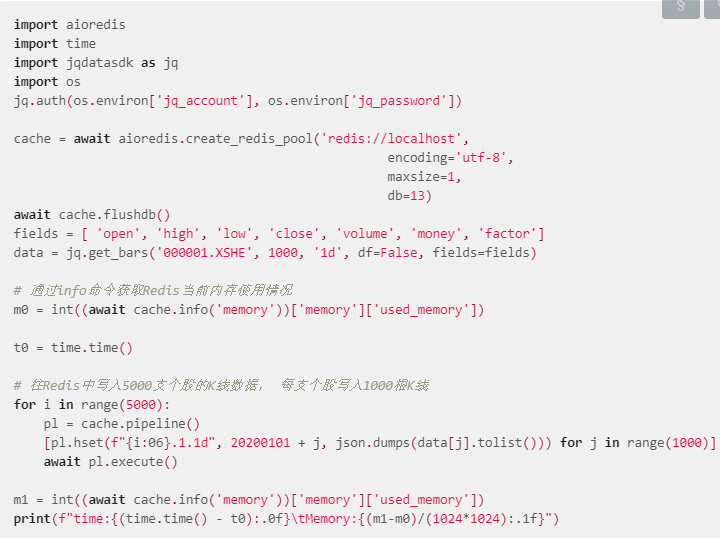 §
import aioredis
import time
import jqdatasdk as jq
import os
jq.auth(os.environ['jq_account'], os.environ['jq_password'])
cache = await aioredis.create_redis_pool('redis://localhost',
encoding='utf-8',
maxsize=1,
db=13)
await cache.flushdb()
fields = [ 'open', 'high', 'low', 'close', 'volume', 'money', 'factor']
data = jq.get_bars('000001.XSHE', 1000, '1d', df=False, fields=fields)
# 通过info命令获取Redis当前内存使用情况
m0 = int((await cache.info('memory'))['memory']['used_memory'])
t0 = time.time()
# 往Redis中写入5000支个股的K线数据， 每支个股写入1000根K线
for i in range(5000):
pl = cache.pipeline()
[pl.hset(f"{i:06}.1.1d", 20200101 + j, json.dumps(data[j].tolist())) for j in range(1000)]
await pl.execute()
m1 = int((await cache.info('memory'))['memory']['used_memory'])
print(f"time:{(time.time() - t0):.0f}\tMemory:{(m1-m0)/(1024*1024):.1f}")